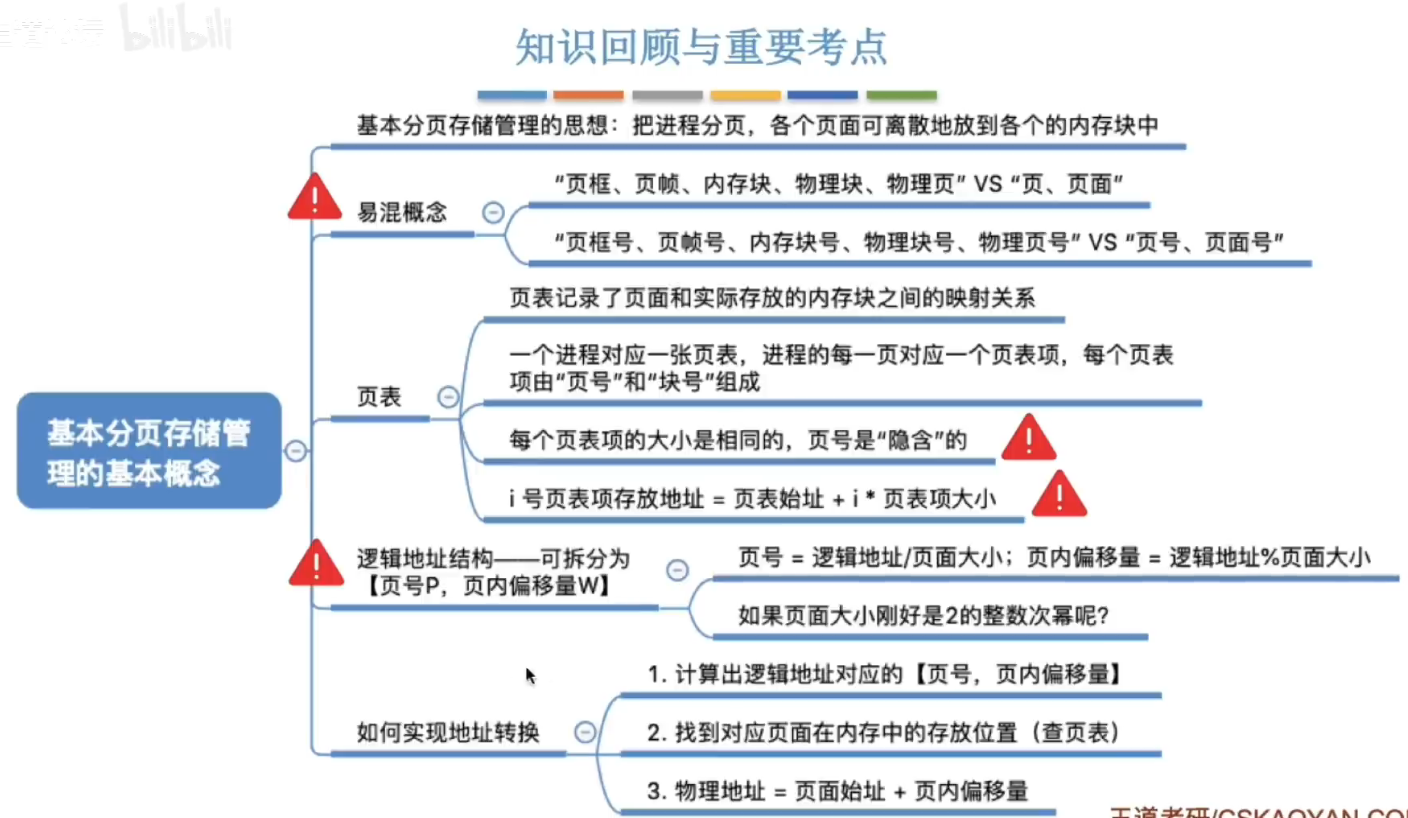 bilibili
知识回顾与重要考点
基本分页存储管理的思想：把进程分页，各个页面可离散地放到各个的内存块中
易混概念
“页框、页帧、内存块、物理块、物理页” VS “页、页面”
“页框号、页帧号、内存块号、物理块号、物理页号” VS “页号、页面号”
页表记录了页面和实际存放的内存块之间的映射关系
一个进程对应一张页表，进程的每一页对应一个页表项，每个页表
项由“页号”和“块号”组成
页表
每个页表项的大小是相同的，页号是“隐含”的
i 号页表项存放地址 = 页表始址 + i * 页表项大小
基本分页存储管
理的基本概念
逻辑地址结构——可拆分为
【页号P，页内偏移量W】
页号 = 逻辑地址/页面大小；页内偏移量 = 逻辑地址%页面大小
如果页面大小刚好是2的整数次幂呢？
如何实现地址转换
1. 计算出逻辑地址对应的【页号，页内偏移量】
2. 找到对应页面在内存中的存放位置（查页表）
3. 物理地址 = 页面始址 + 页内偏移量
王道考研/CSKAOYAN.CO